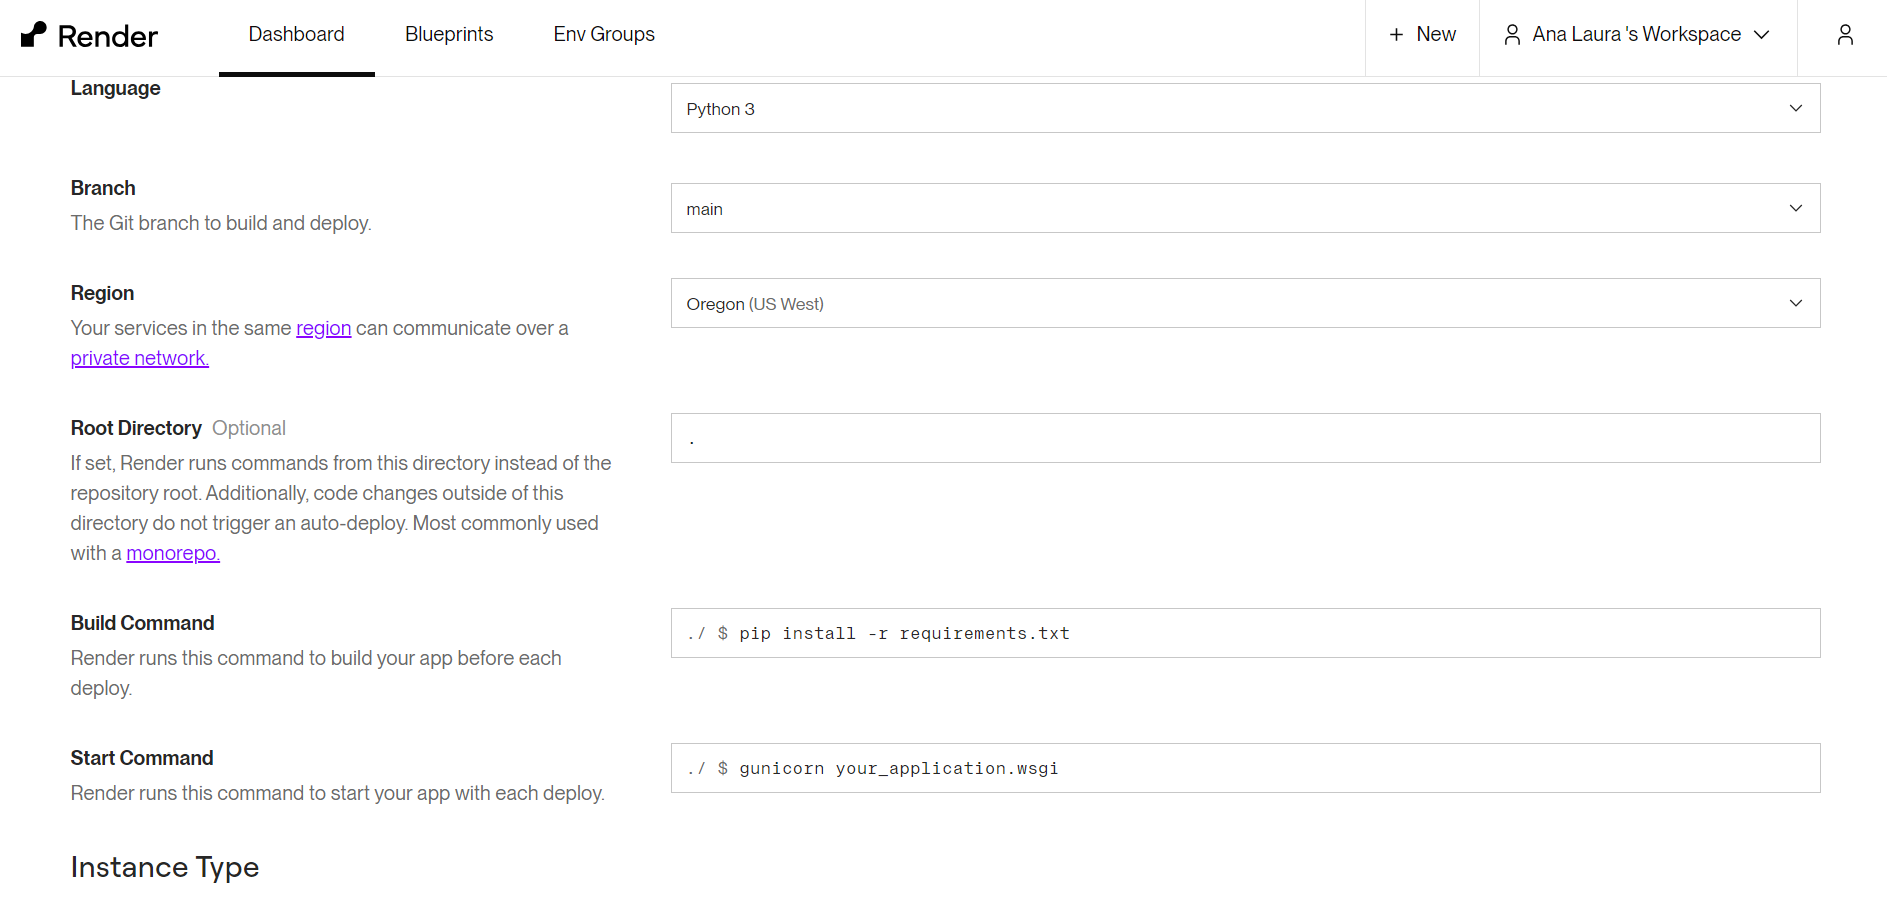 Render
Dashboard
Blueprints
Env Groups
+ New
Ana Laura 's Workspace
Language
Python 3
Branch
The Git branch to build and deploy.
main
Region
Your services in the same region can communicate over a
private network.
Oregon (US West)
Root Directory Optional
If set, Render runs commands from this directory instead of the
repository root. Additionally, code changes outside of this
directory do not trigger an auto-deploy. Most commonly used
with a monorepo.
.
Build Command
Render runs this command to build your app before each
deploy.
./ $ pip install -r requirements.txt
Start Command
Render runs this command to start your app with each deploy.
./ $ gunicorn your_application.wsgi
Instance Type